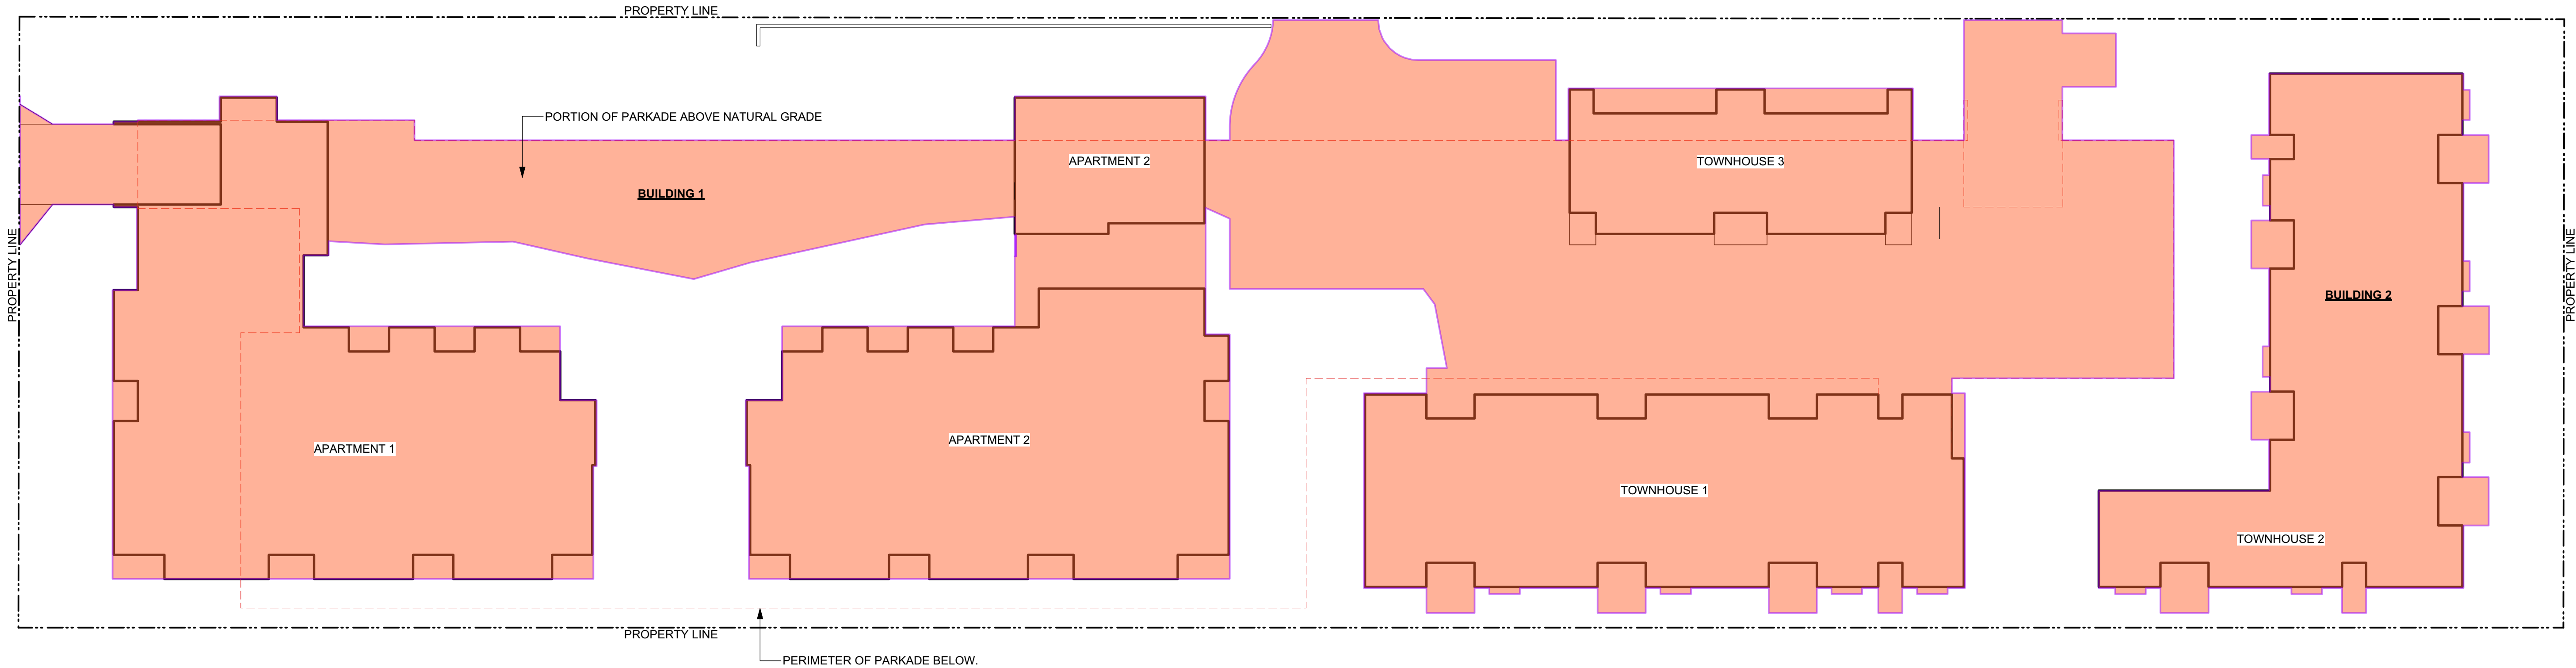 PROPERTY LINE
PORTION OF PARKADE ABOVE NATURAL GRADE
APARTMENT 2
TOWNHOUSE 3
BUILDING 1
PROPERTY LINE
PROPERTY LINE
BUILDING 2
APARTMENT 1
APARTMENT 2
TOWNHOUSE 1
TOWNHOUSE 2
PROPERTY LINE
PERIMETER OF PARKADE BELOW.